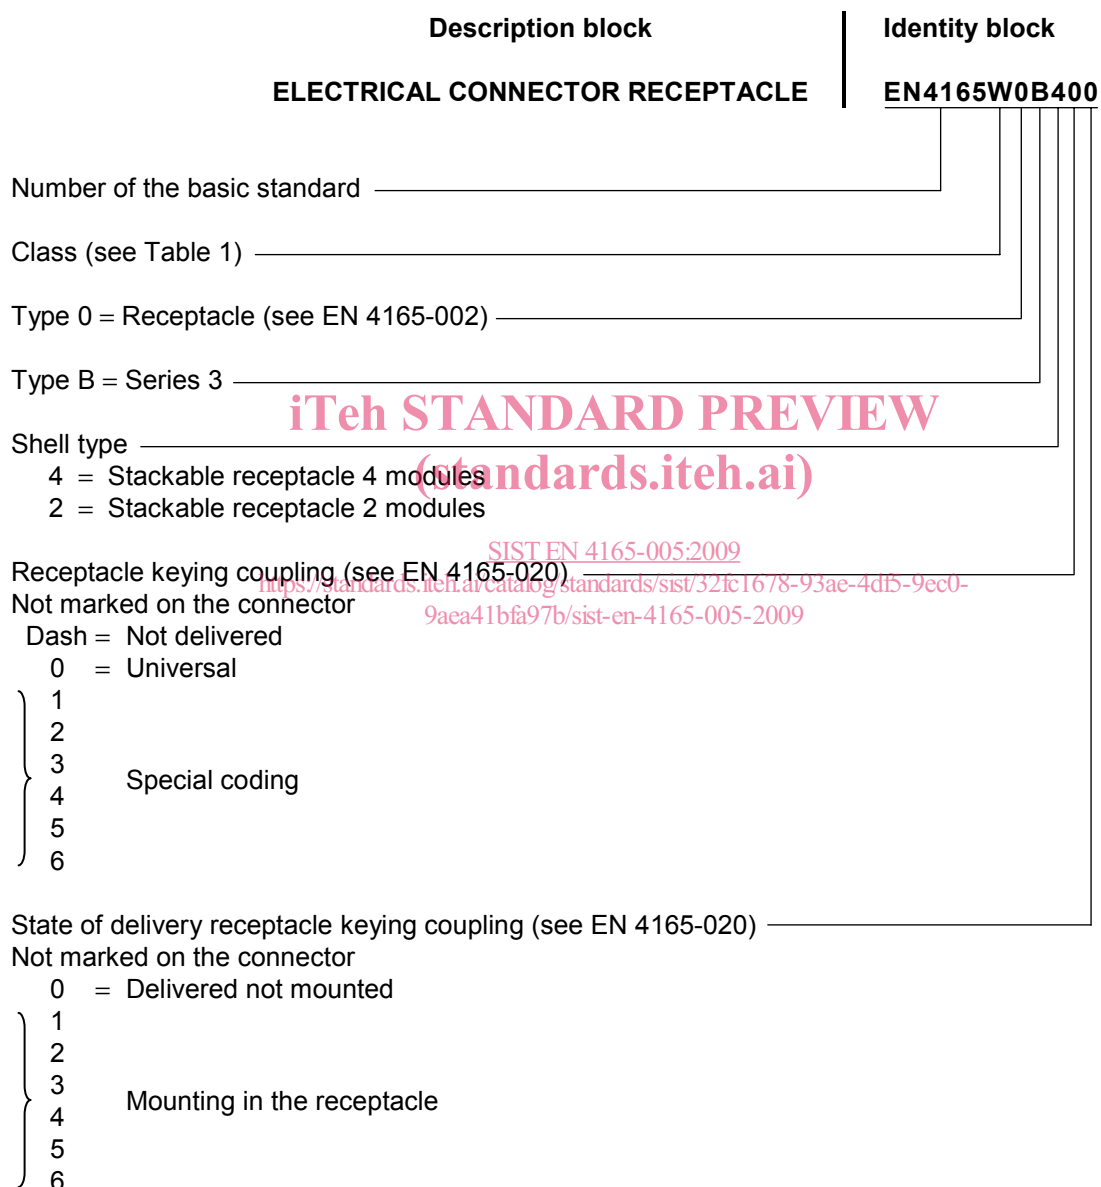 Description block Identity block
ELECTRICAL CONNECTOR RECEPTACLE EN4165W0B400
Number of the basic standard
Class (see Table 1)
Type 0 = Receptacle (see EN 4165-002)
Type B = Series 3
iTeh STANDARD PREVIEW
Shell type
(standards.iteh.ai)
4 = Stackable receptacle 4 modules
2 = Stackable receptacle 2 modules
SIST EN 4165-005:2009
Receptacle keying coupling (see EN 4165-020)
https://standards.iteh.ai/catalog/standards/sist/32fc1678-93ae-4df5-9ec0-
Not marked on the connector
9aea41bfa97b/sist-en-4165-005-2009
Dash = Not delivered
0 = Universal
1
2
3
Special coding
4
5
6
State of delivery receptacle keying coupling (see EN 4165-020)
Not marked on the connector
0 = Delivered not mounted
1
2
3
Mounting in the receptacle
4
5
6